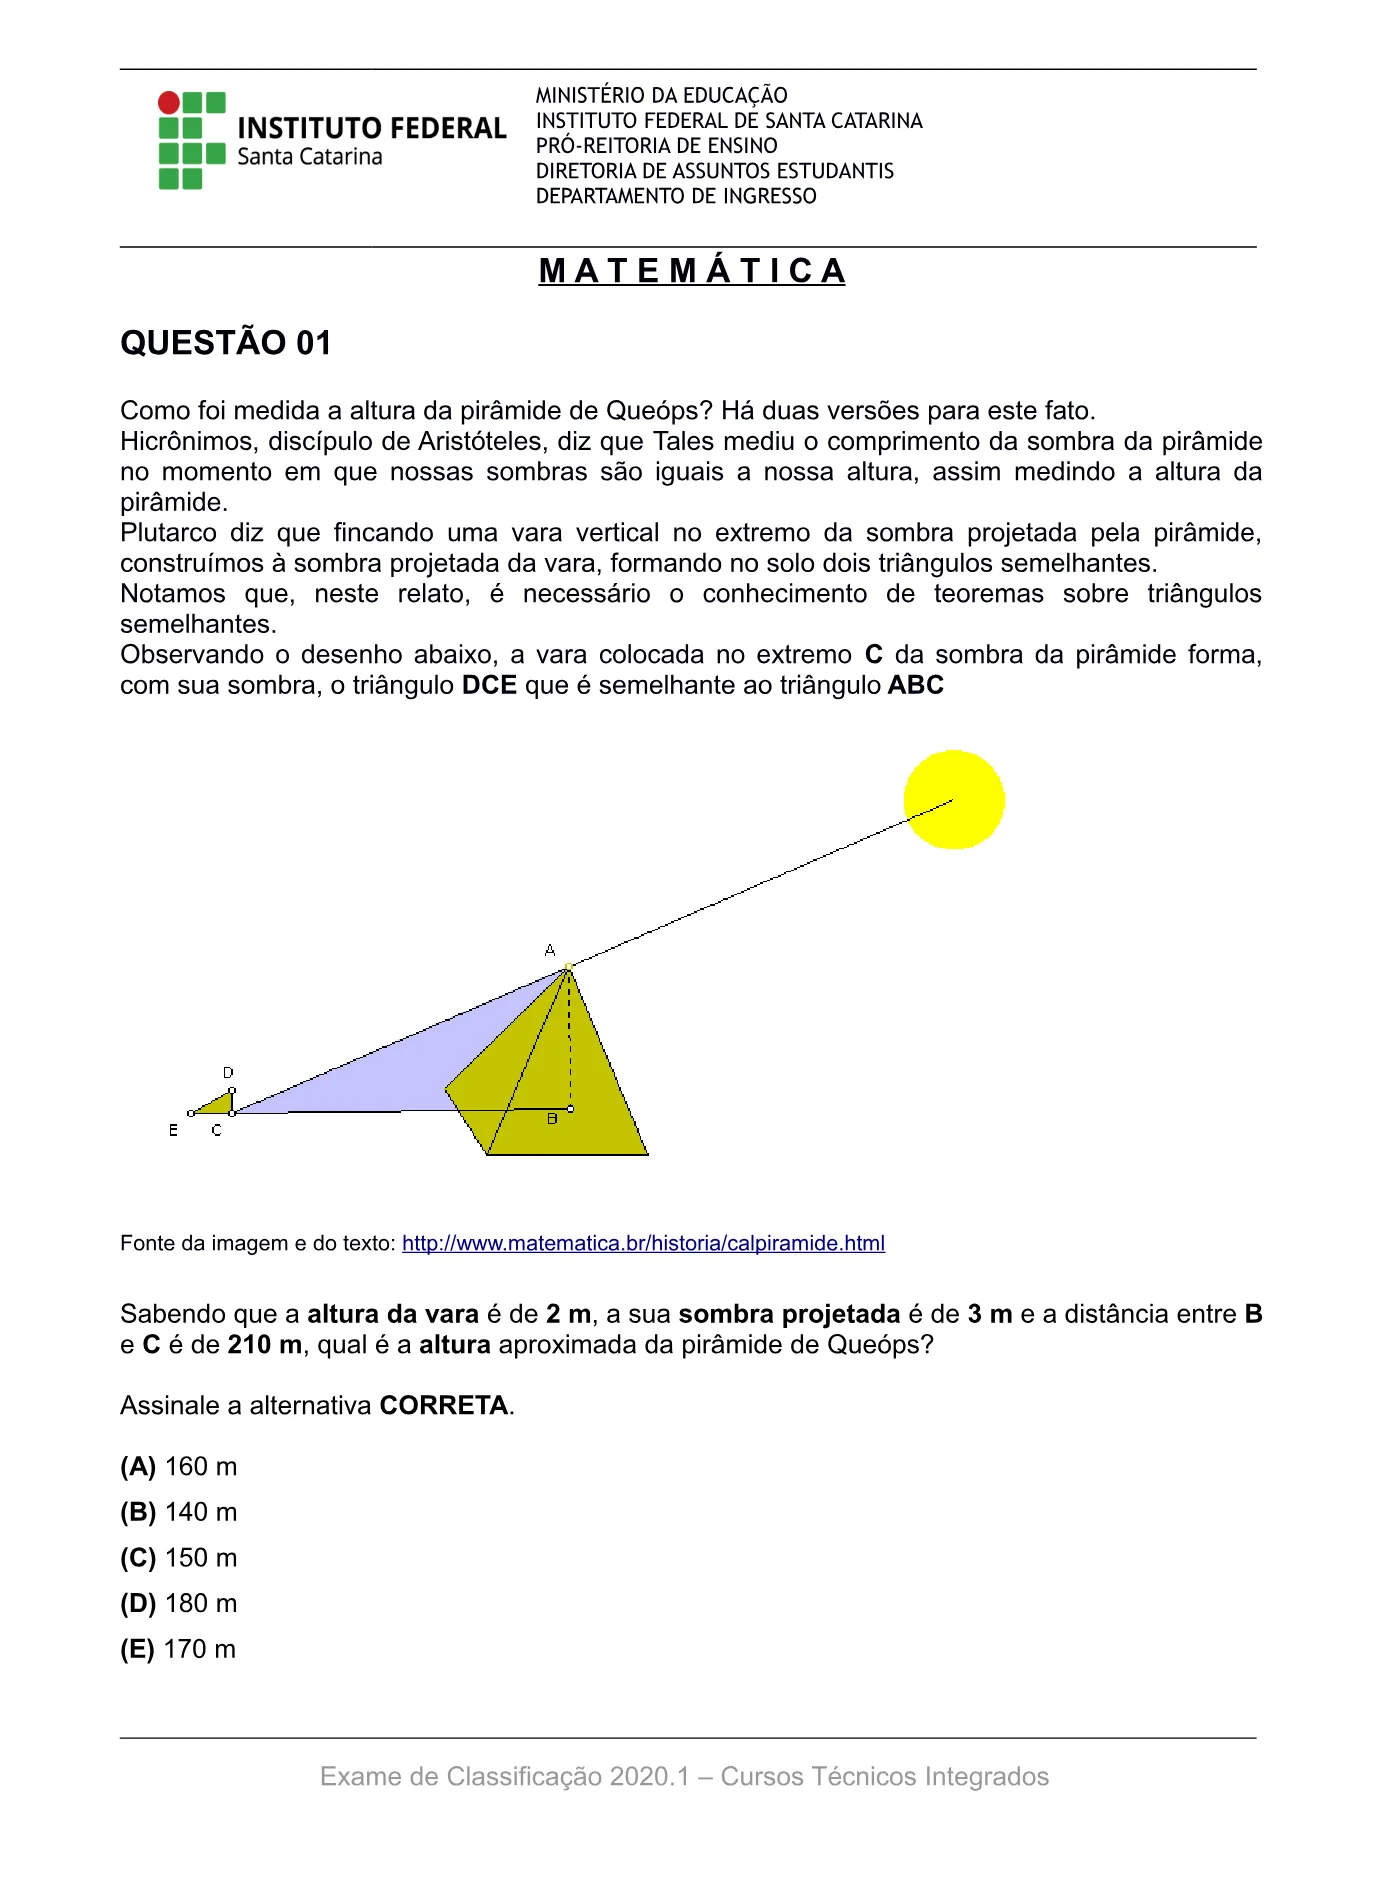 INSTITUTO FEDERAL
Santa Catarina
MINISTÉRIO DA EDUCAÇÃO
INSTITUTO FEDERAL DE SANTA CATARINA
PRÓ-REITORIA DE ENSINO
DIRETORIA DE ASSUNTOS ESTUDANTIS
DEPARTAMENTO DE INGRESSO
M A T E M Á T I C A
QUESTÃO 01
Como foi medida a altura da pirâmide de Queóps? Há duas versões para este fato.
Hicrônimos, discípulo de Aristóteles, diz que Tales mediu o comprimento da sombra da pirâmide
no momento em que nossas sombras são iguais a nossa altura, assim medindo a altura da
pirâmide.
Plutarco diz que fincando uma vara vertical no extremo da sombra projetada pela pirâmide,
construímos à sombra projetada da vara, formando no solo dois triângulos semelhantes.
Notamos que, neste relato, é necessário o conhecimento de teoremas sobre triângulos
semelhantes.
Observando o desenho abaixo, a vara colocada no extremo C da sombra da pirâmide forma,
com sua sombra, o triângulo DCE que é semelhante ao triângulo ABC
A
D
B
E C
Fonte da imagem e do texto: http://www.matematica.br/historia/calpiramide.html
Sabendo que a altura da vara é de 2 m, a sua sombra projetada é de 3 m e a distância entre B
e C é de 210 m, qual é a altura aproximada da pirâmide de Queóps?
Assinale a alternativa CORRETA.
(A) 160 m
(B) 140 m
(C) 150 m
(D) 180 m
(E) 170 m
Exame de Classificação 2020.1 – Cursos Técnicos Integrados